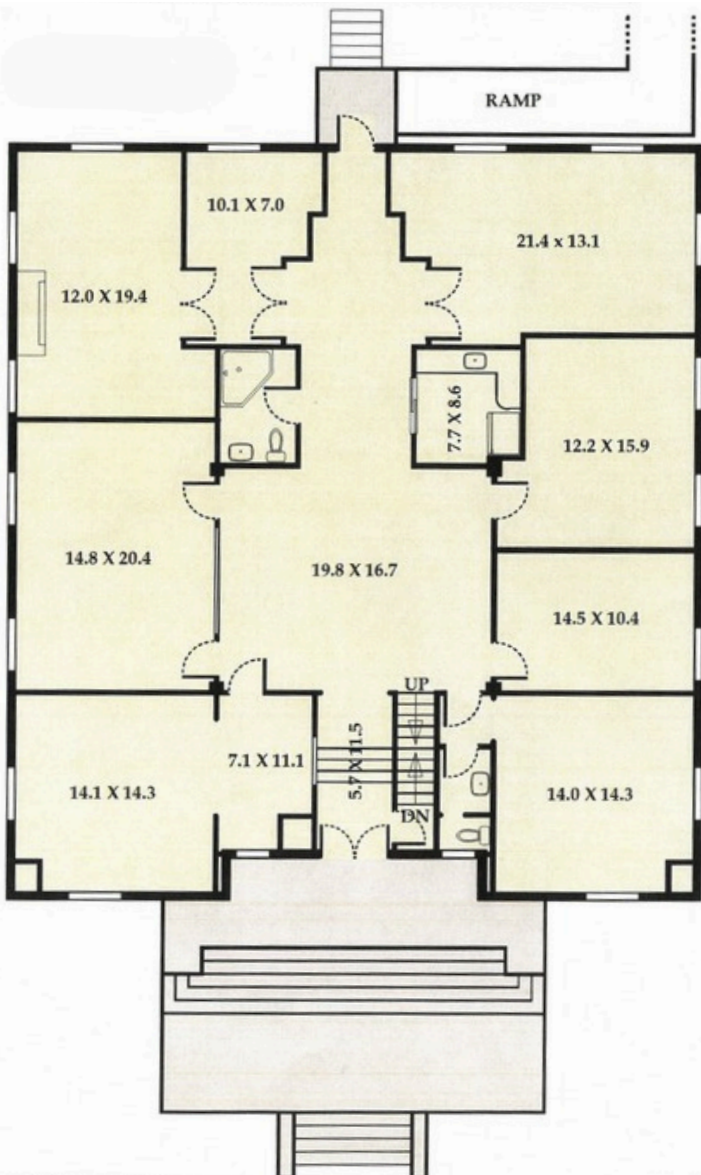 RAMP
10.1 X 7.0
21.4 x 13.1
12.0 X 19.4
7.7 X 8.6
12.2 X 15.9
14.8 X 20.4
19.8 X 16.7
14.5 X 10.4
UP
5.7 X 11.5
7.1 X 11.1
14.1 X 14.3
14.0 X 14.3
DN